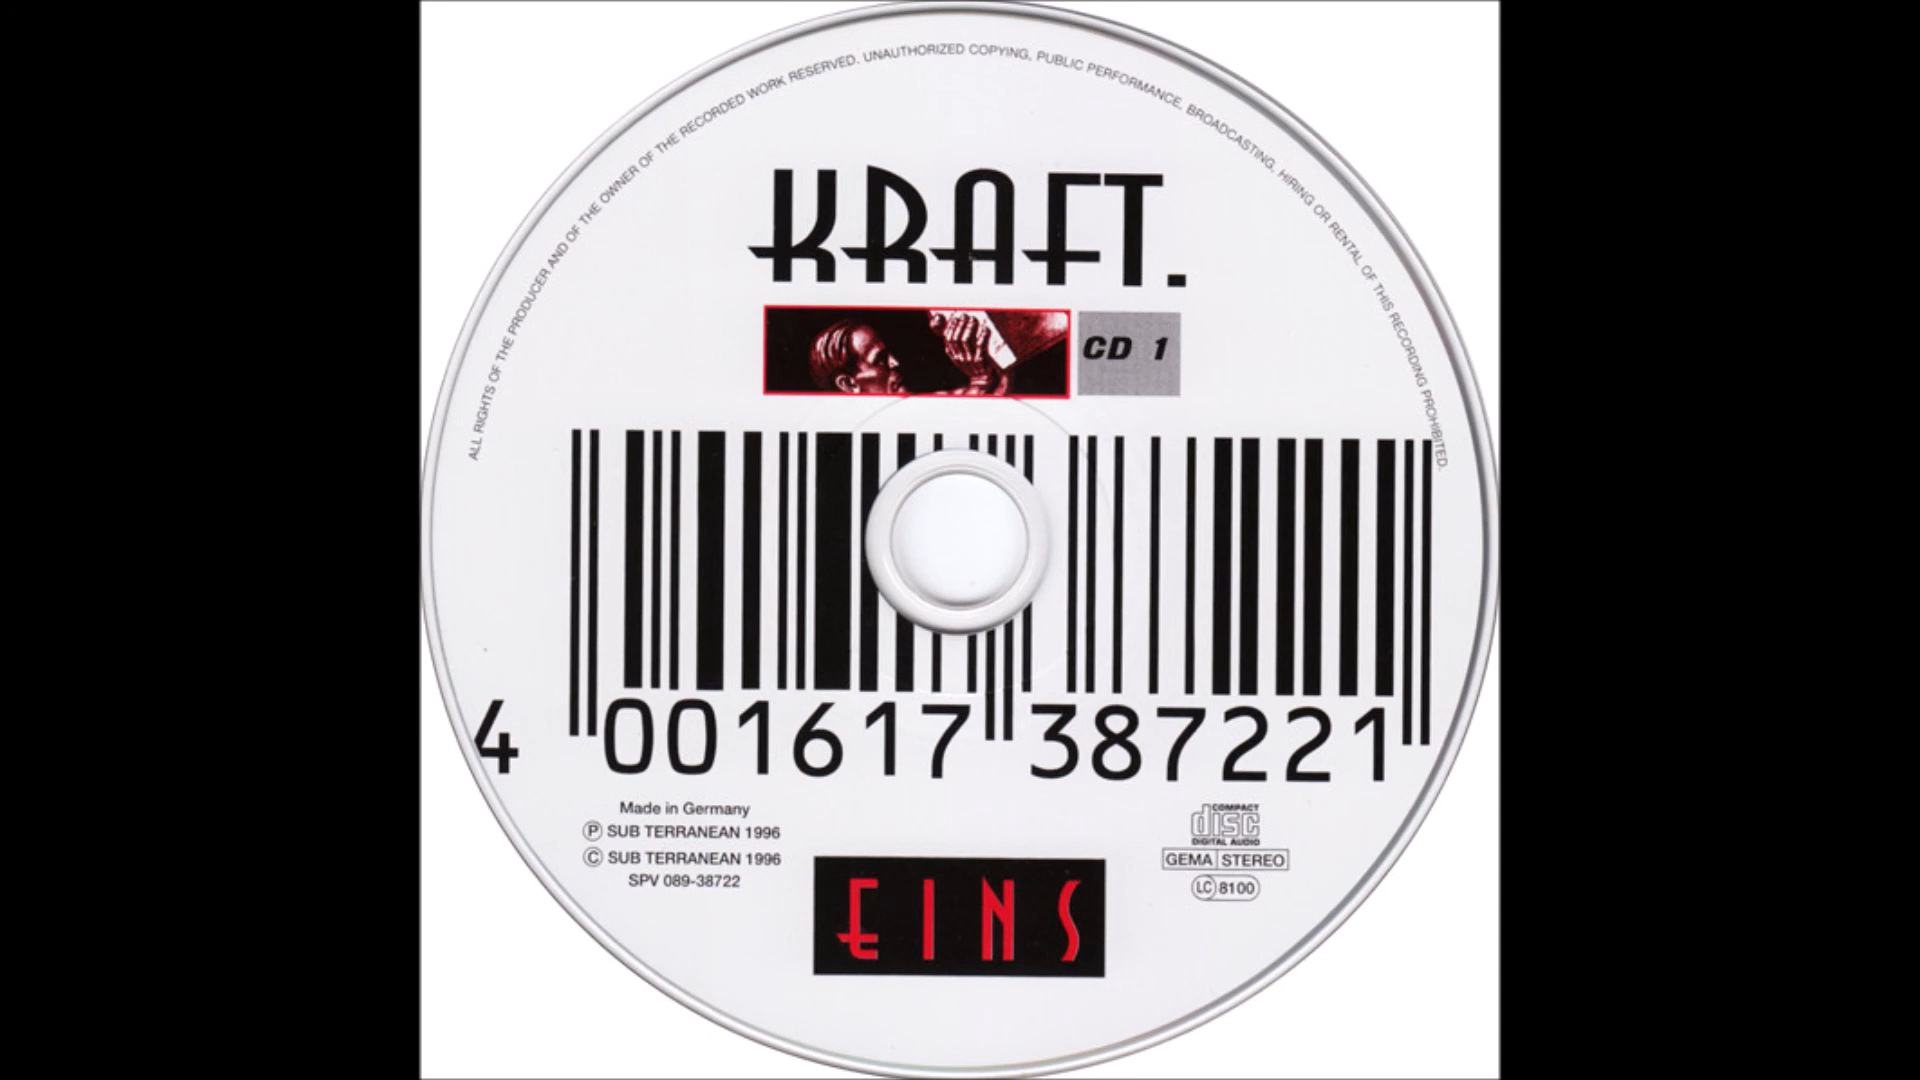 ALL RIGHTS OF THE PRODUCER AND OF THE OWNER OF THE RECORDED WORK RESERVED. UNAUTHORIZED COPYING, PUBLIC PERFORMANCE, BROADCASTING, HIRING OR RENTAL OF THIS RECORDING PROHIBITED.
KRAFT.
CD 1
4 001617 387221
Made in Germany
Ⓟ SUB TERRANEAN 1996
© SUB TERRANEAN 1996
SPV 089-38722
COMPACT
disc
DIGITAL AUDIO
GEMA STEREO
LC 8100
EINS